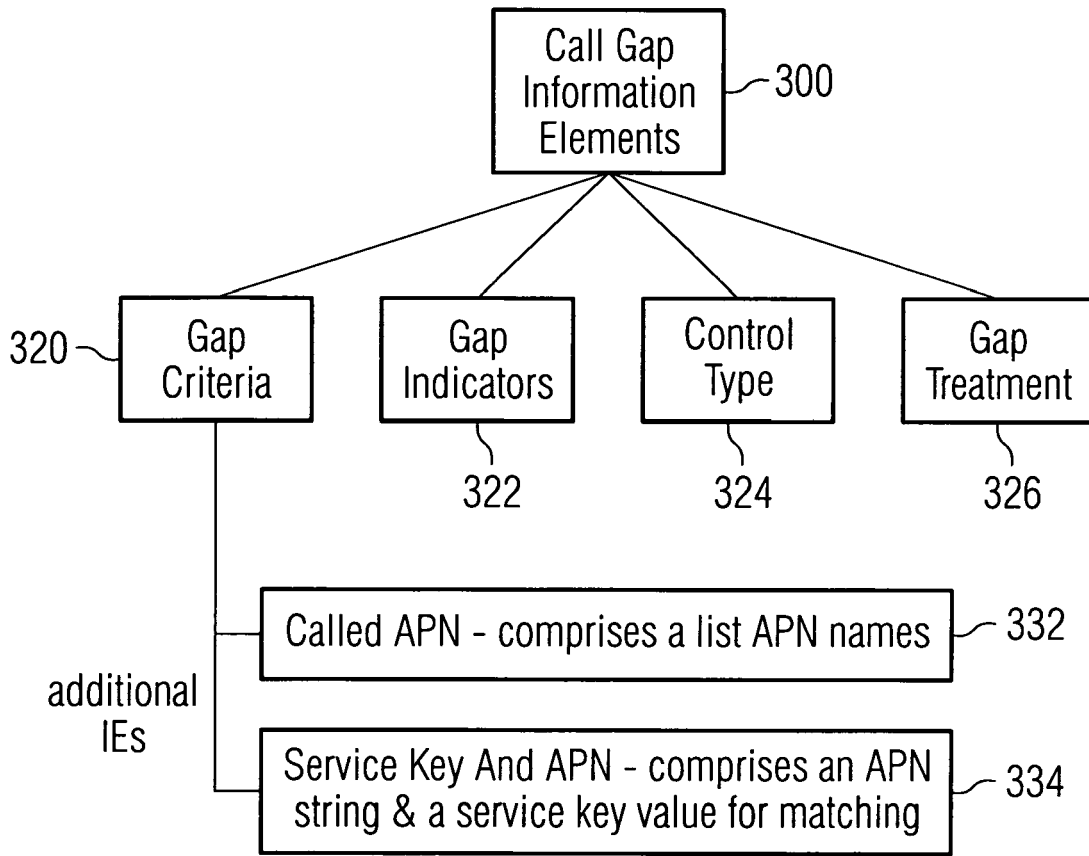 Call Gap
Information
Elements
300
320
Gap
Criteria
Gap
Indicators
Control
Type
Gap
Treatment
322
324
326
Called APN - comprises a list APN names
332
additional
IEs
Service Key And APN - comprises an APN
string & a service key value for matching
334